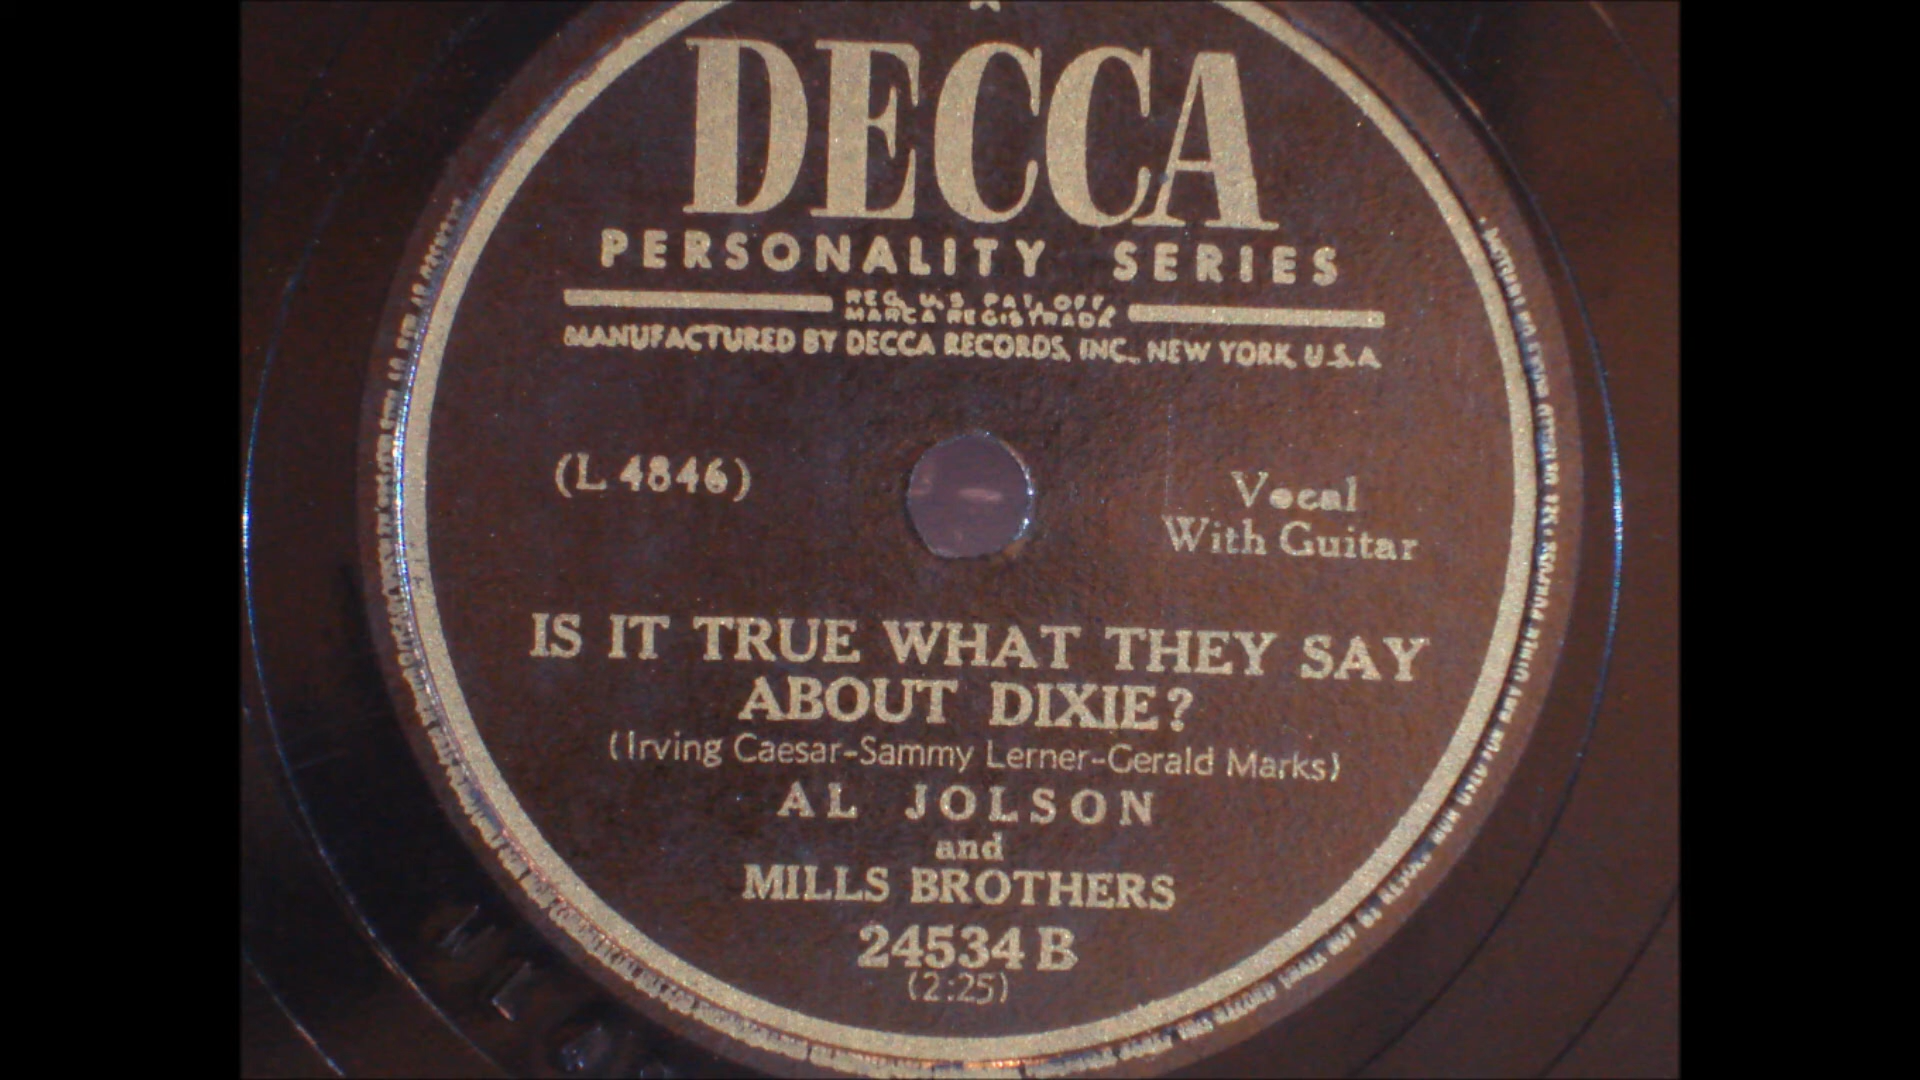 DECCA
PERSONALITY SERIES
REG. U.S. PAT. OFF.
MARCA REGISTRADA
MANUFACTURED BY DECCA RECORDS, INC., NEW YORK, U.S.A.
(L 4846)
Vocal
With Guitar
IS IT TRUE WHAT THEY SAY
ABOUT DIXIE?
(Irving Caesar-Sammy Lerner-Gerald Marks)
AL JOLSON
and
MILLS BROTHERS
24534 B
(2:25)